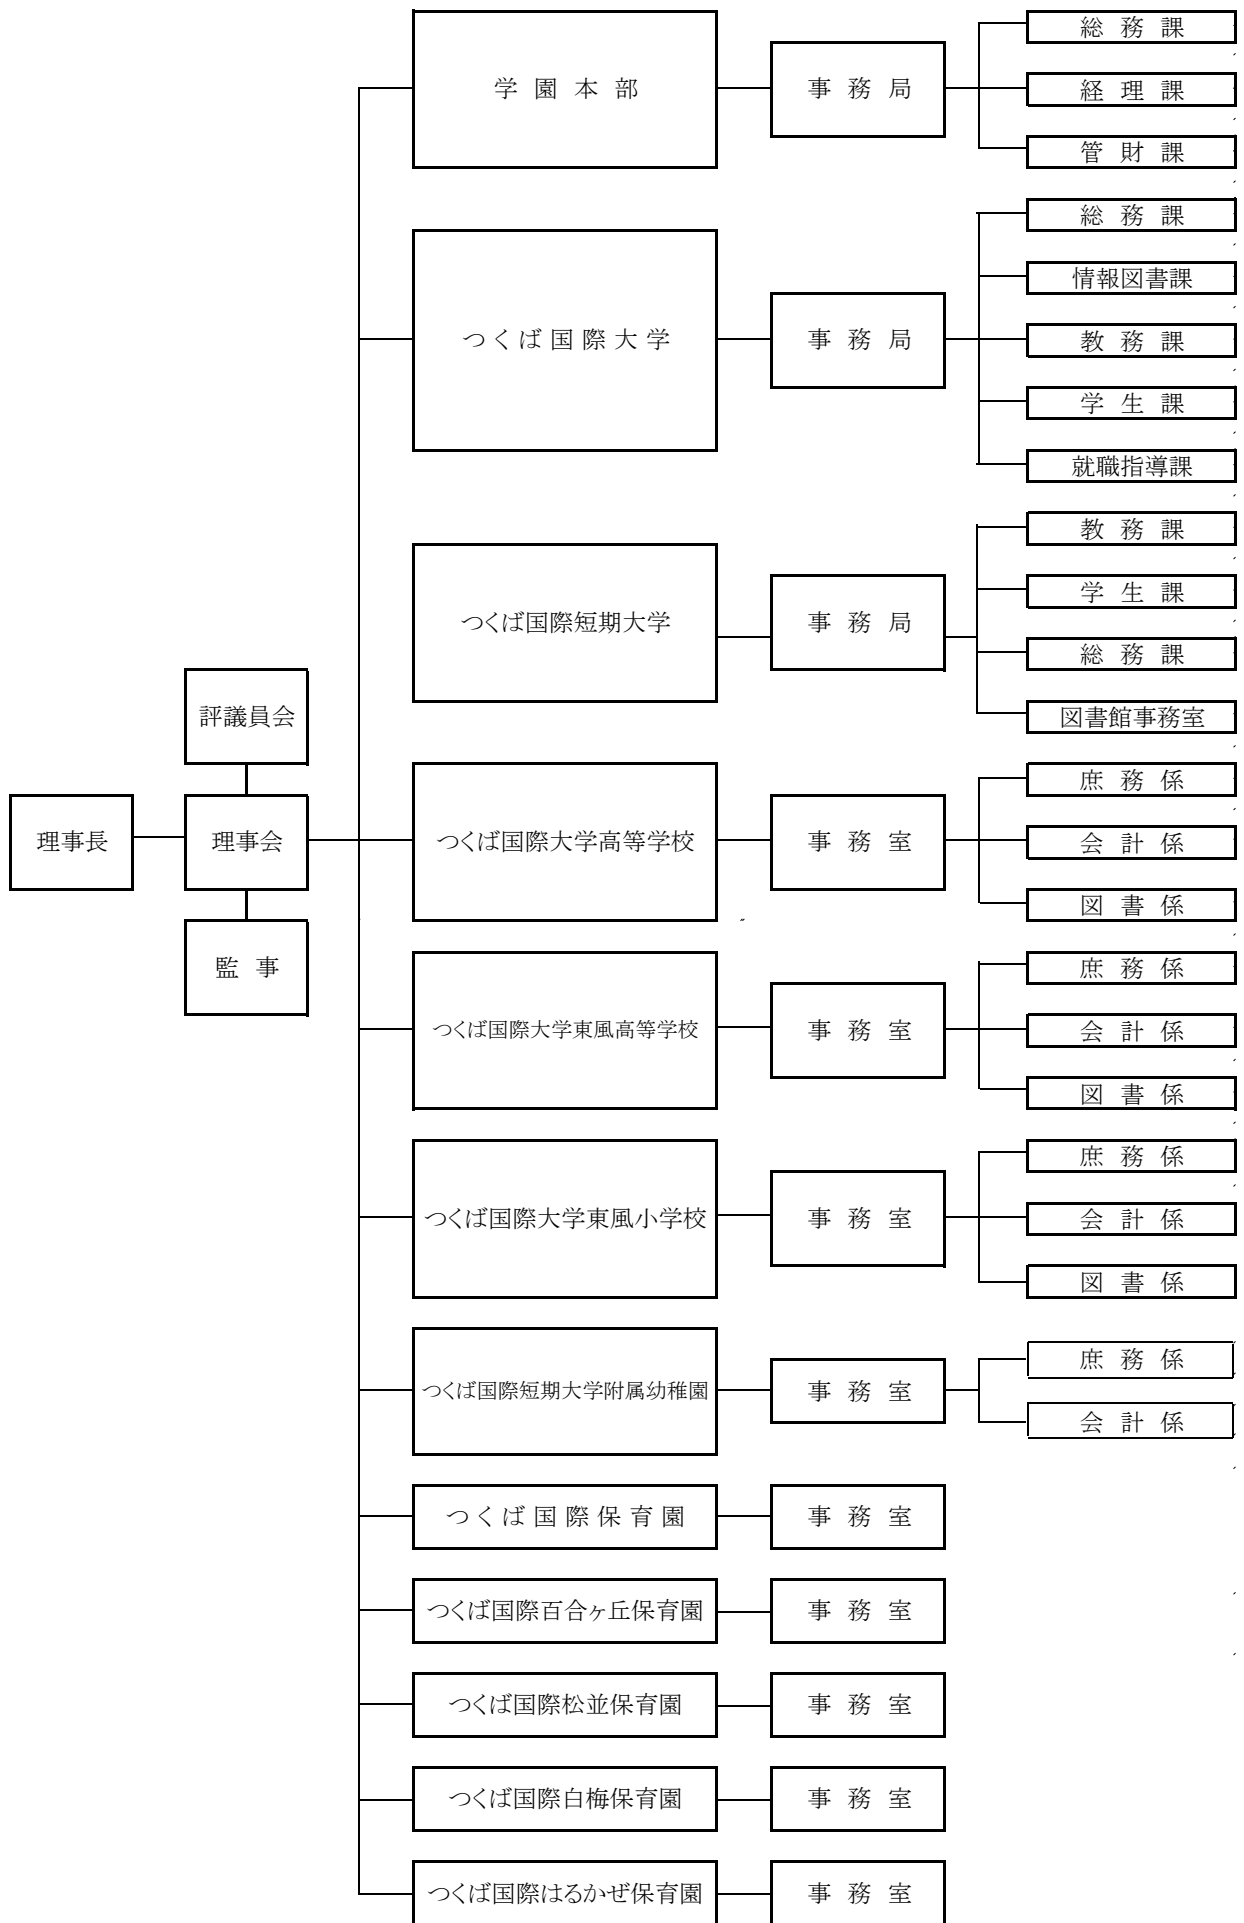 総務課
学園本部
事務局
経理課
管財課
総務課
情報図書課
つくば国際大学
事務局
教務課
学生課
就職指導課
教務課
学生課
つくば国際短期大学
事務局
総務課
図書館事務室
評議員会
庶務係
理事長
理事会
つくば国際大学高等学校
事務室
会計係
図書係
監事
庶務係
つくば国際大学東風高等学校
事務室
会計係
図書係
庶務係
つくば国際大学東風小学校
事務室
会計係
図書係
庶務係
つくば国際短期大学附属幼稚園
事務室
会計係
つくば国際保育園
事務室
つくば国際百合ヶ丘保育園
事務室
つくば国際松並保育園
事務室
つくば国際白梅保育園
事務室
つくば国際はるかぜ保育園
事務室